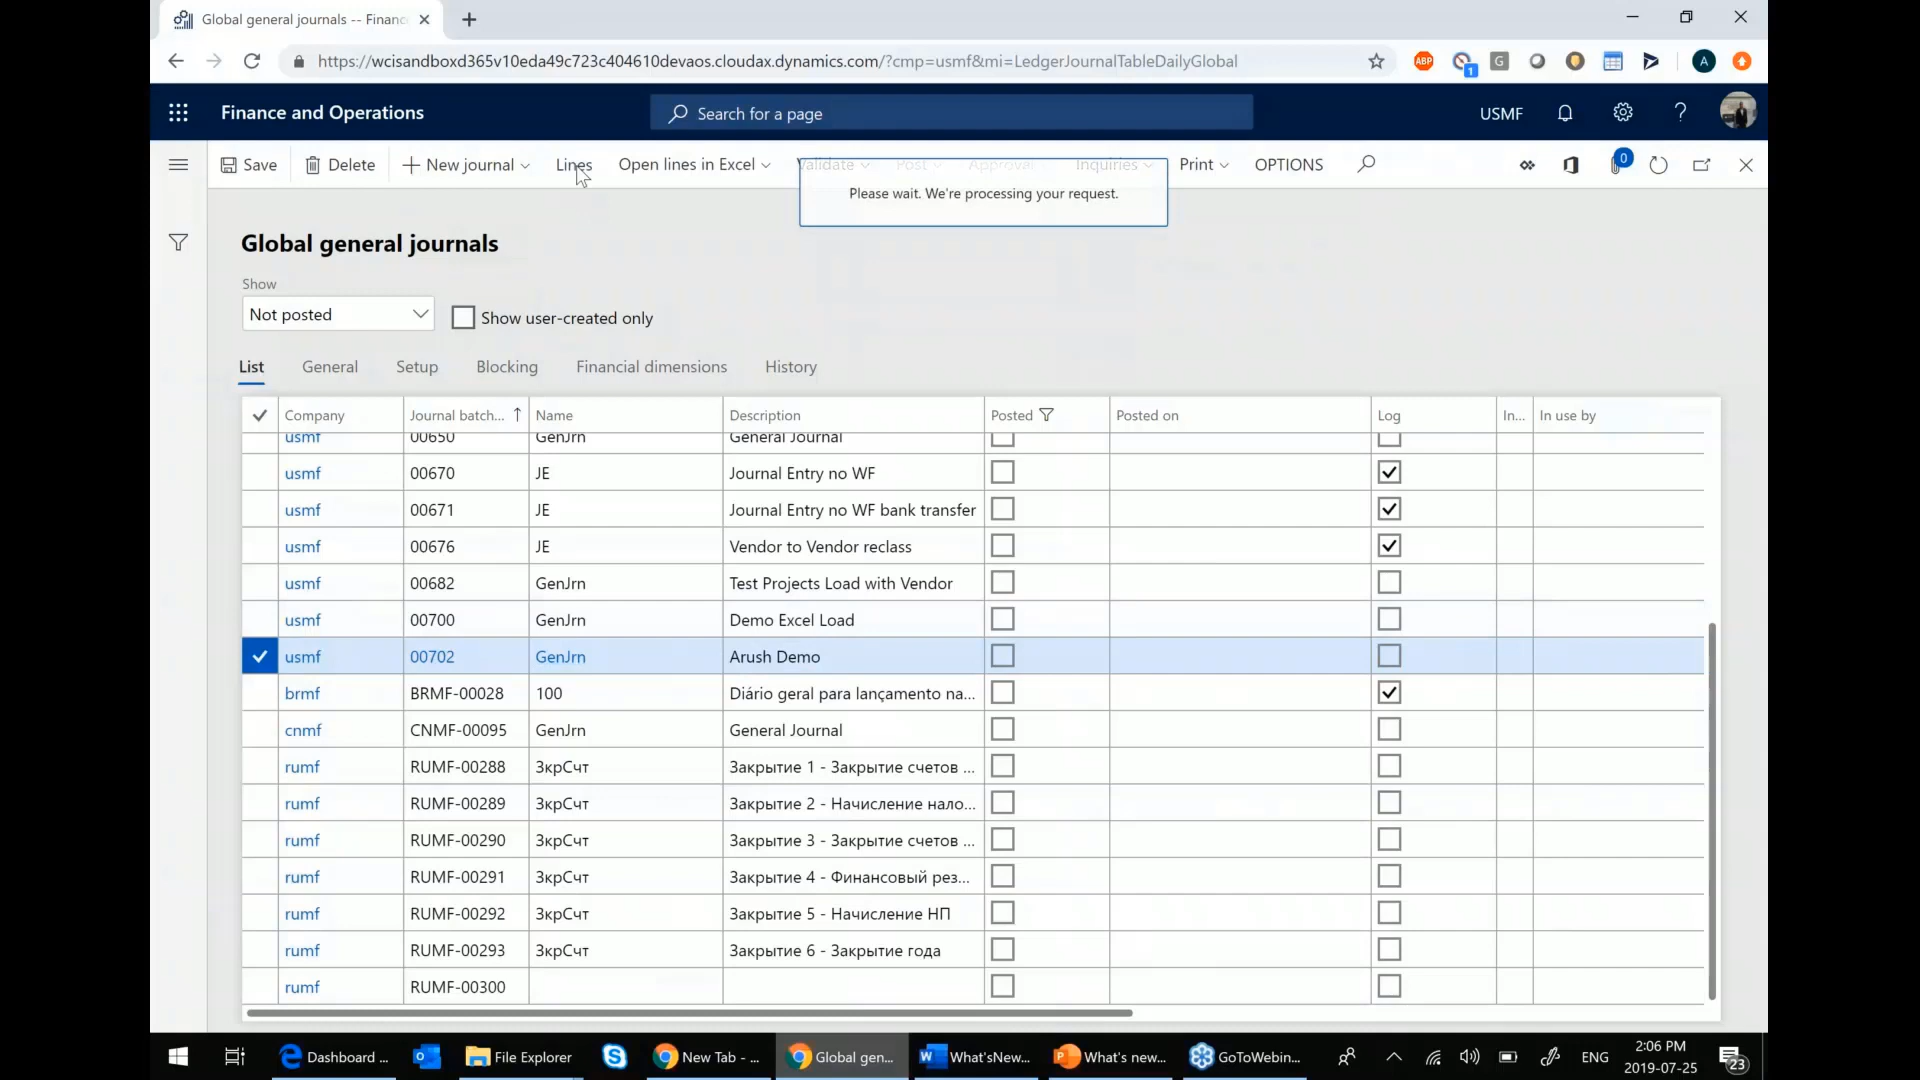 Global general journals -- Financ
https://wcisandboxd365v10eda49c723c404610devaos.cloudax.dynamics.com/?cmp=usmf&mi=LedgerJournalTableDailyGlobal
ABP
1
G
A
Finance and Operations
Search for a page
USMF
?
Save
Delete
New journal
Lines
Open lines in Excel
Validate
Post
Approval
Inquiries
Print
OPTIONS
0
Please wait. We're processing your request.
Global general journals
Show
Not posted
Show user-created only
List General Setup Blocking Financial dimensions History
Company Journal batch... Name Description Posted Posted on Log In... In use by
usmf 00650 GenJrn General Journal
usmf 00670 JE Journal Entry no WF
usmf 00671 JE Journal Entry no WF bank transfer
usmf 00676 JE Vendor to Vendor reclass
usmf 00682 GenJrn Test Projects Load with Vendor
usmf 00700 GenJrn Demo Excel Load
usmf 00702 GenJrn Arush Demo
brmf BRMF-00028 100 Diário geral para lançamento na...
cnmf CNMF-00095 GenJrn General Journal
rumf RUMF-00288 ЗкрСчт Закрытие 1 - Закрытие счетов ...
rumf RUMF-00289 ЗкрСчт Закрытие 2 - Начисление нало...
rumf RUMF-00290 ЗкрСчт Закрытие 3 - Закрытие счетов ...
rumf RUMF-00291 ЗкрСчт Закрытие 4 - Финансовый рез...
rumf RUMF-00292 ЗкрСчт Закрытие 5 - Начисление НП
rumf RUMF-00293 ЗкрСчт Закрытие 6 - Закрытие года
rumf RUMF-00300
Dashboard ...
File Explorer
New Tab - ...
Global gen...
What'sNew...
What's new...
GoToWebin...
ENG
2:06 PM
2019-07-25
23